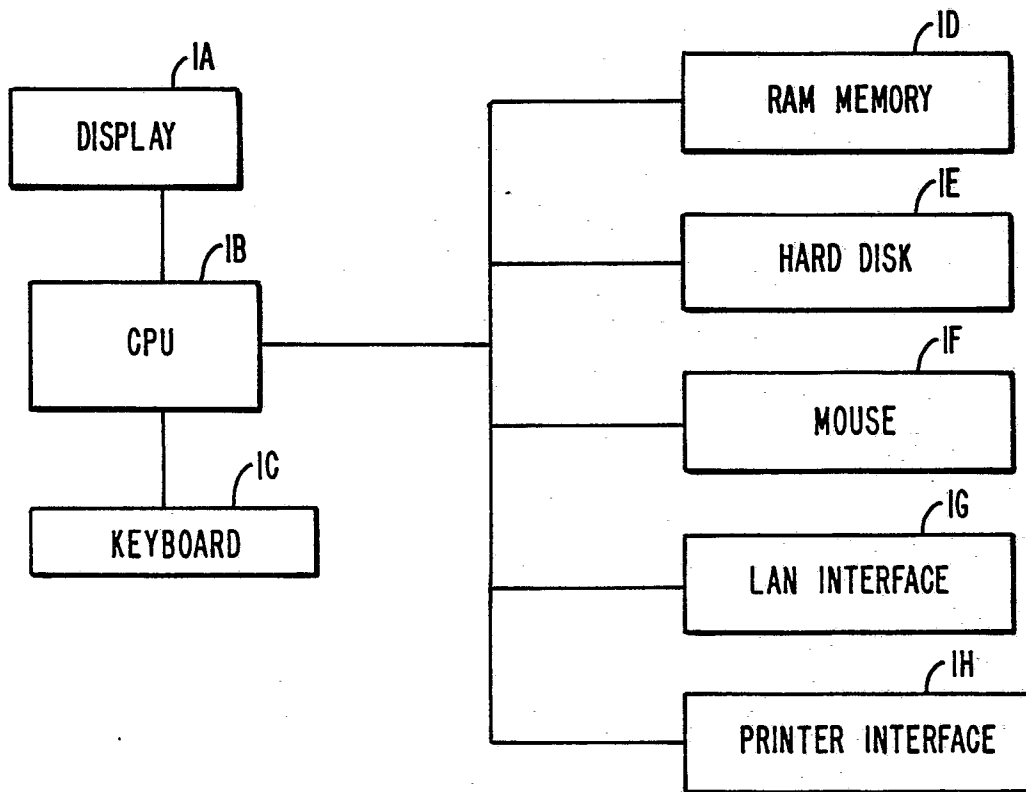 1A
DISPLAY
1B
CPU
1C
KEYBOARD
1D
RAM MEMORY
1E
HARD DISK
1F
MOUSE
1G
LAN INTERFACE
1H
PRINTER INTERFACE